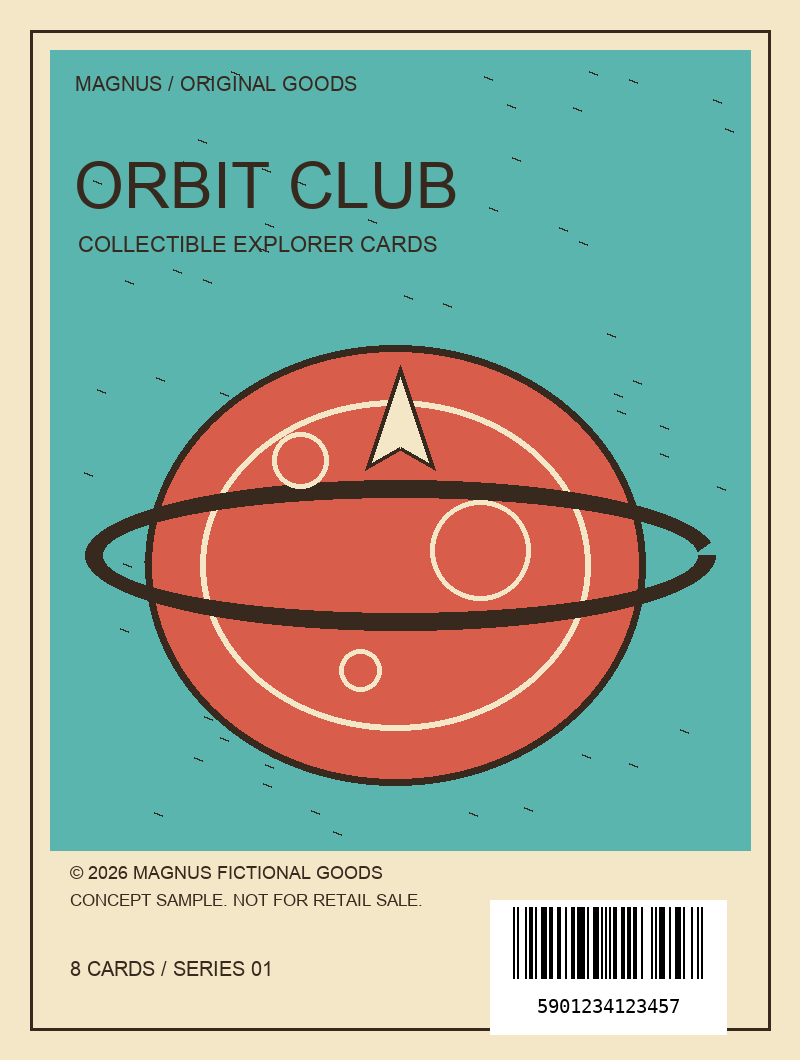 MAGNUS / ORIGINAL GOODS
ORBIT CLUB
COLLECTIBLE EXPLORER CARDS
© 2026 MAGNUS FICTIONAL GOODS
CONCEPT SAMPLE. NOT FOR RETAIL SALE.
8 CARDS / SERIES 01
5901234123457